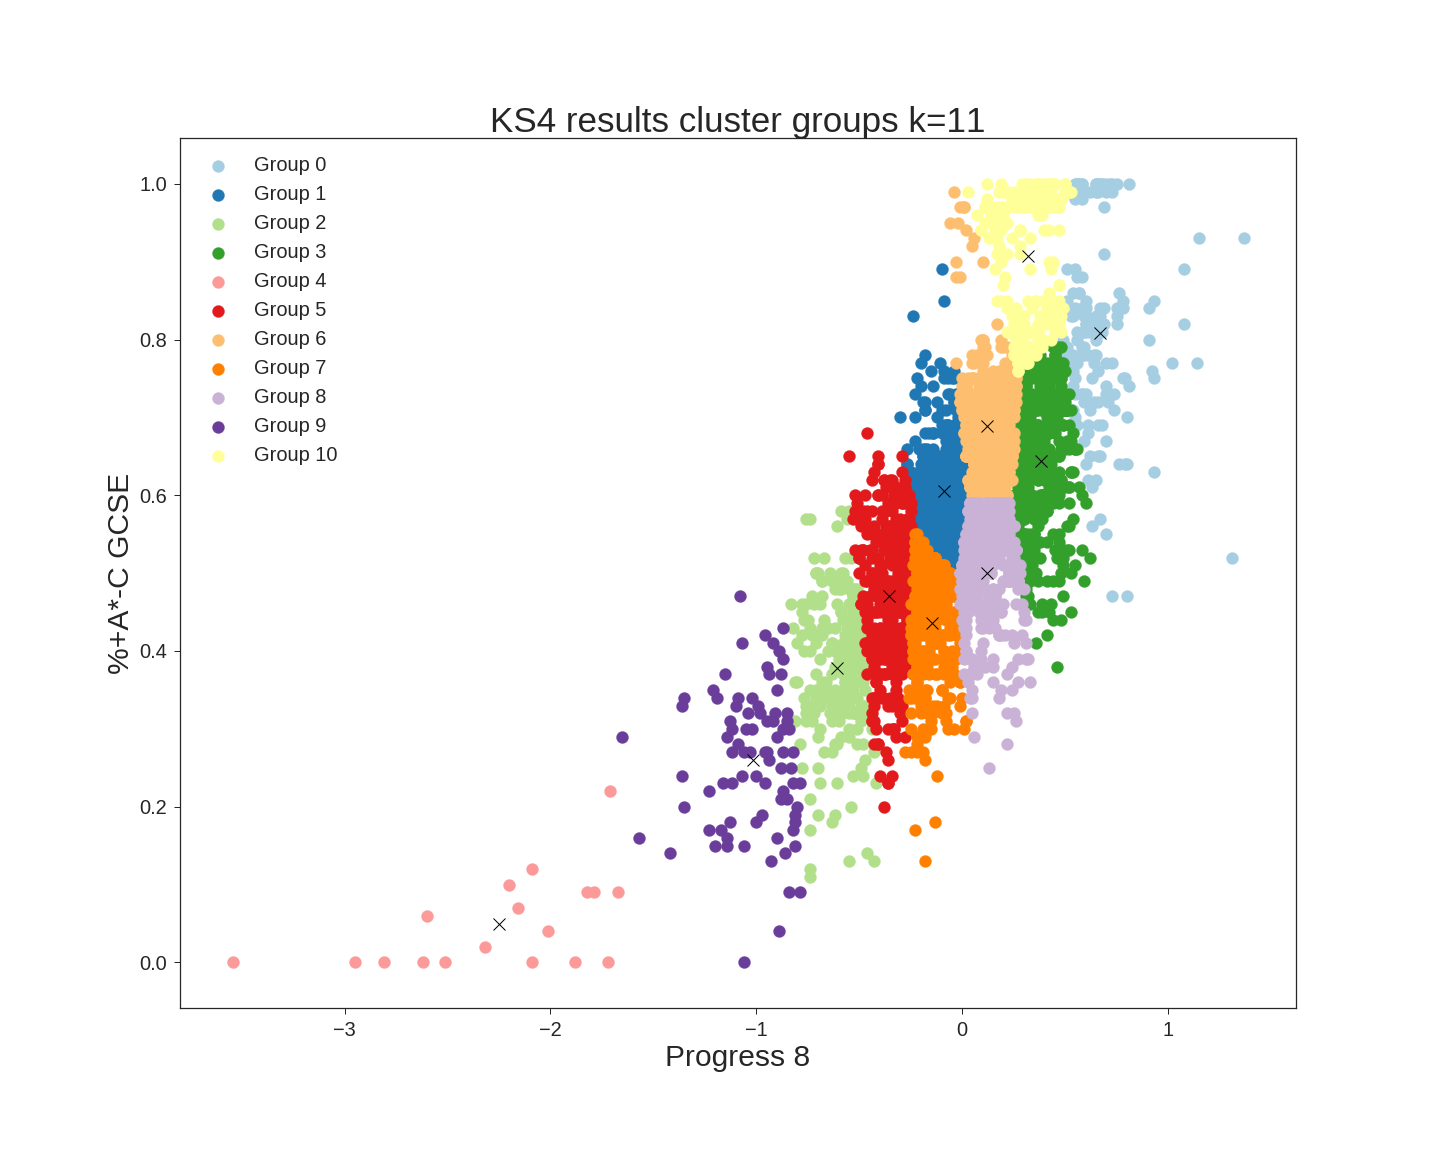 KS4 results cluster groups k=11
Group 0
Group 1
Group 2
Group 3
Group 4
Group 5
Group 6
Group 7
Group 8
Group 9
Group 10
1.0
0.8
0.6
0.4
0.2
0.0
%+A*-C GCSE
−3 −2 −1 0 1
Progress 8